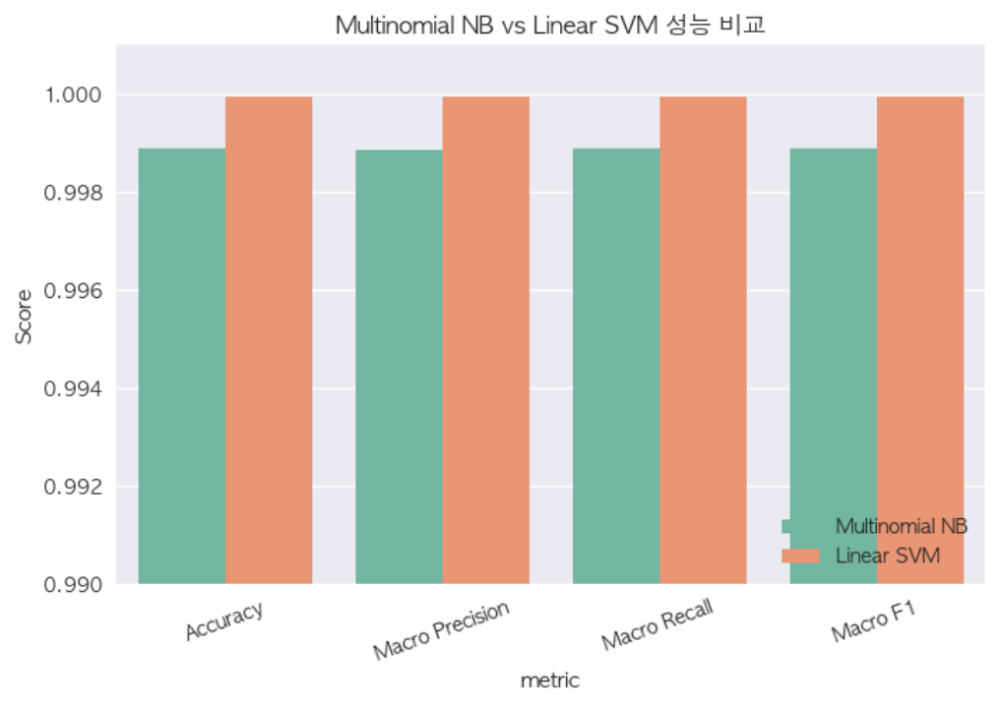 Multinomial NB vs Linear SVM 성능 비교
1.000
0.998
0.996
0.994
0.992
0.990
Score
Multinomial NB
Linear SVM
Accuracy
Macro Precision
Macro Recall
Macro F1
metric